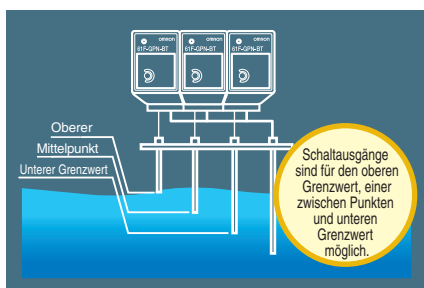 OMRON OMRON OMRON
61F-GPN-BT 61F-GPN-BT 61F-GPN-BT
Oberer
Mittelpunkt
Unterer Grenzwert
Schaltausgänge
sind für den oberen
Grenzwert, einer
zwischen Punkten
und unteren
Grenzwert
möglich.